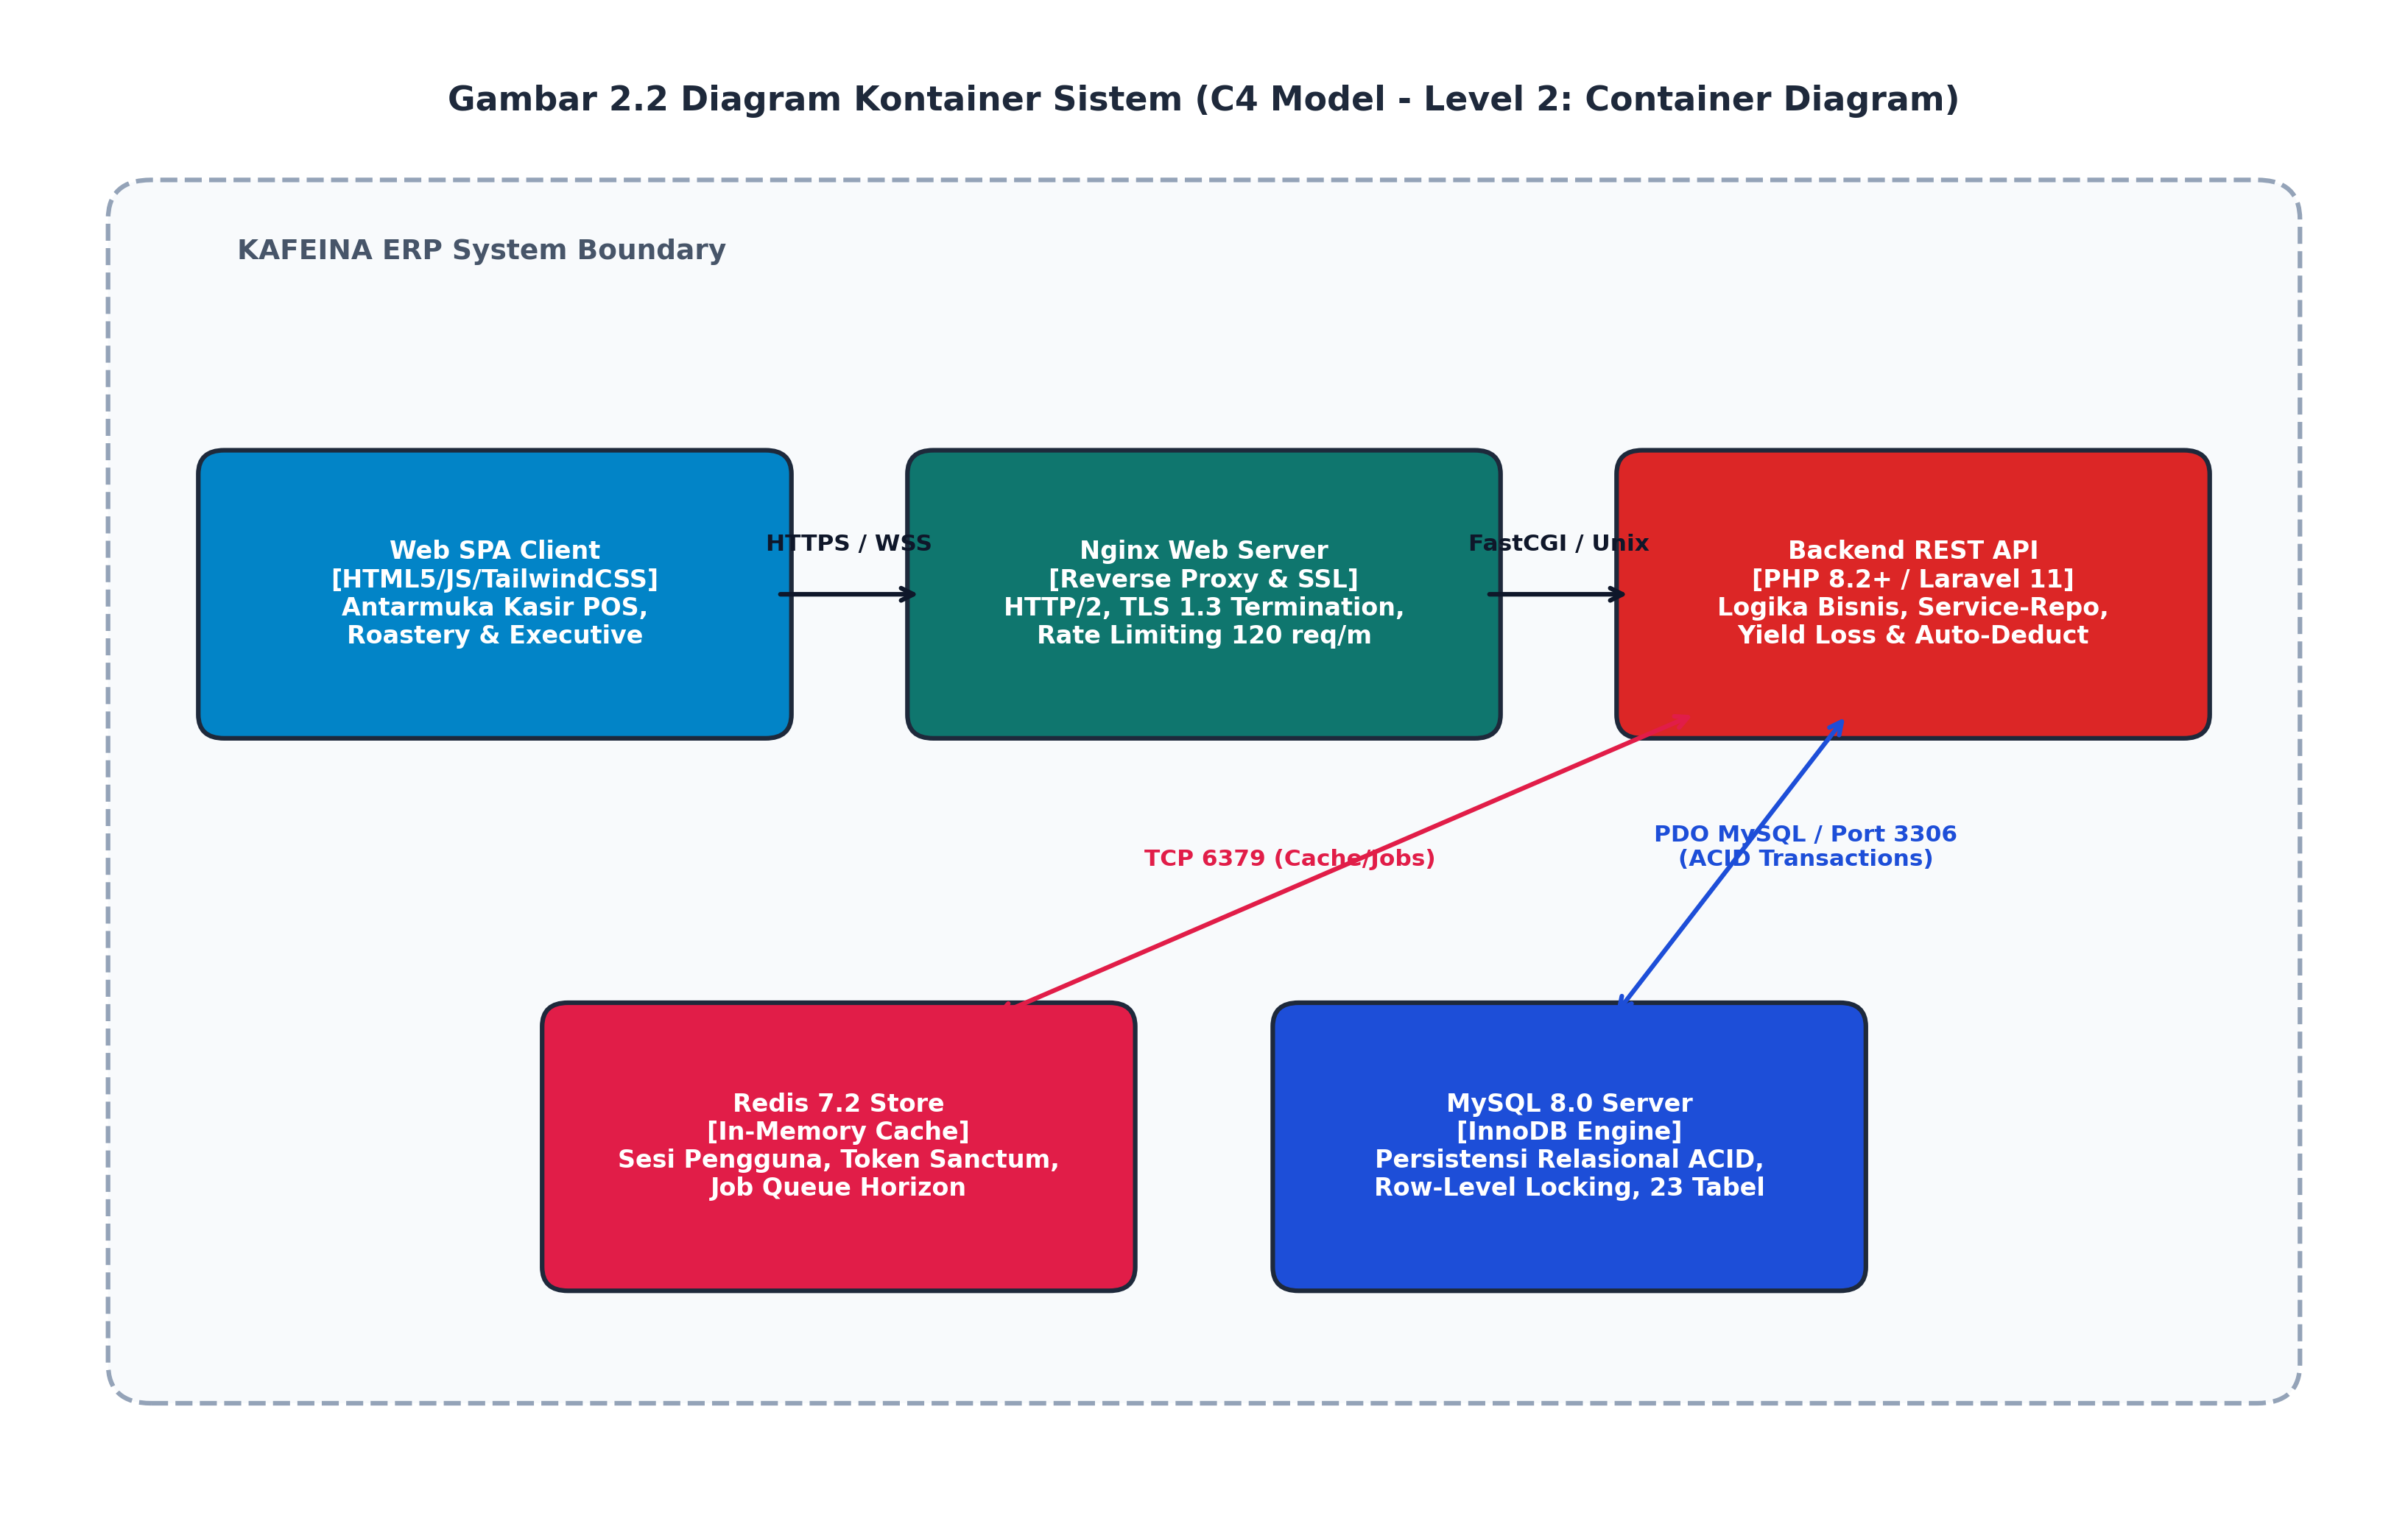 Gambar 2.2 Diagram Kontainer Sistem (C4 Model - Level 2: Container Diagram)
KAFEINA ERP System Boundary
Web SPA Client
[HTML5/JS/TailwindCSS]
Antarmuka Kasir POS,
Roastery & Executive
HTTPS / WSS
Nginx Web Server
[Reverse Proxy & SSL]
HTTP/2, TLS 1.3 Termination,
Rate Limiting 120 req/m
FastCGI / Unix
Backend REST API
[PHP 8.2+ / Laravel 11]
Logika Bisnis, Service-Repo,
Yield Loss & Auto-Deduct
TCP 6379 (Cache/Jobs)
PDO MySQL / Port 3306
(ACID Transactions)
Redis 7.2 Store
[In-Memory Cache]
Sesi Pengguna, Token Sanctum,
Job Queue Horizon
MySQL 8.0 Server
[InnoDB Engine]
Persistensi Relasional ACID,
Row-Level Locking, 23 Tabel